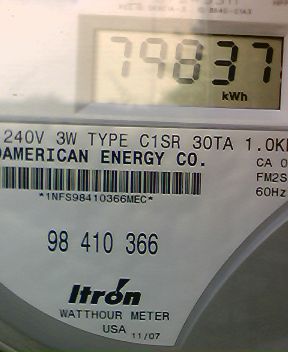 79837
kWh
240V 3W TYPE C1SR 30TA 1.0K
AMERICAN ENERGY CO.
CA 0
FM2S
60Hz
*1NFS98410366MEC*
98 410 366
Itrón
WATTHOUR METER
USA 11/07